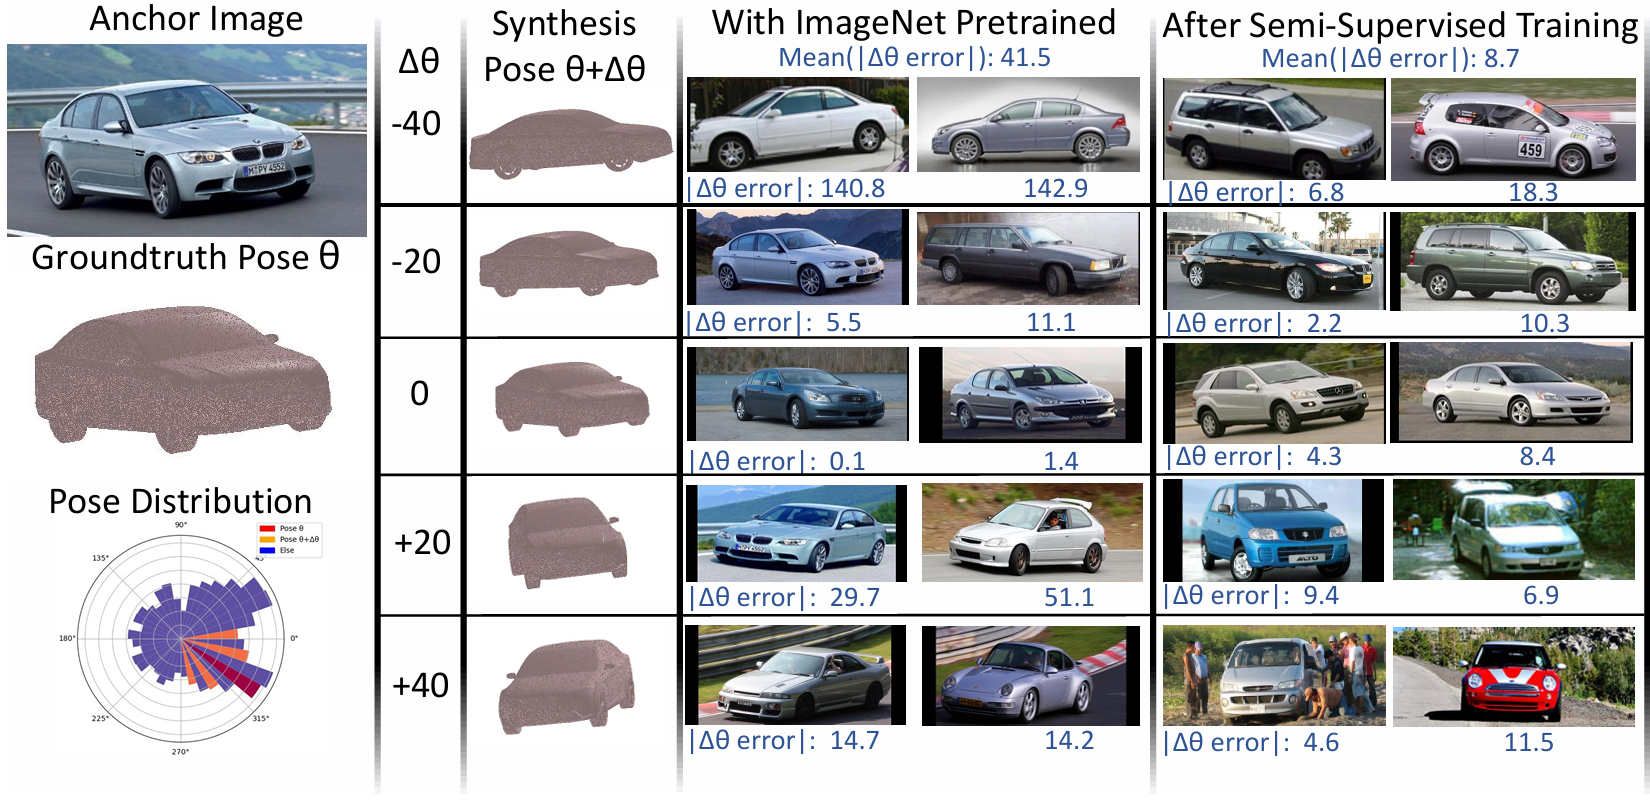 Anchor Image
Groundtruth Pose θ
Pose Distribution
90°
Pose θ
Pose θ+Δθ
Else
135°
45°
180°
0°
225°
315°
270°
Δθ
Synthesis
Pose θ+Δθ
With ImageNet Pretrained
Mean(|Δθ error|): 41.5
After Semi-Supervised Training
Mean(|Δθ error|): 8.7
-40
|Δθ error|: 140.8 142.9
459
|Δθ error|: 6.8 18.3
-20
|Δθ error|: 5.5 11.1
|Δθ error|: 2.2 10.3
0
|Δθ error|: 0.1 1.4
|Δθ error|: 4.3 8.4
+20
|Δθ error|: 29.7 51.1
ALTO
|Δθ error|: 9.4 6.9
+40
|Δθ error|: 14.7 14.2
|Δθ error|: 4.6 11.5